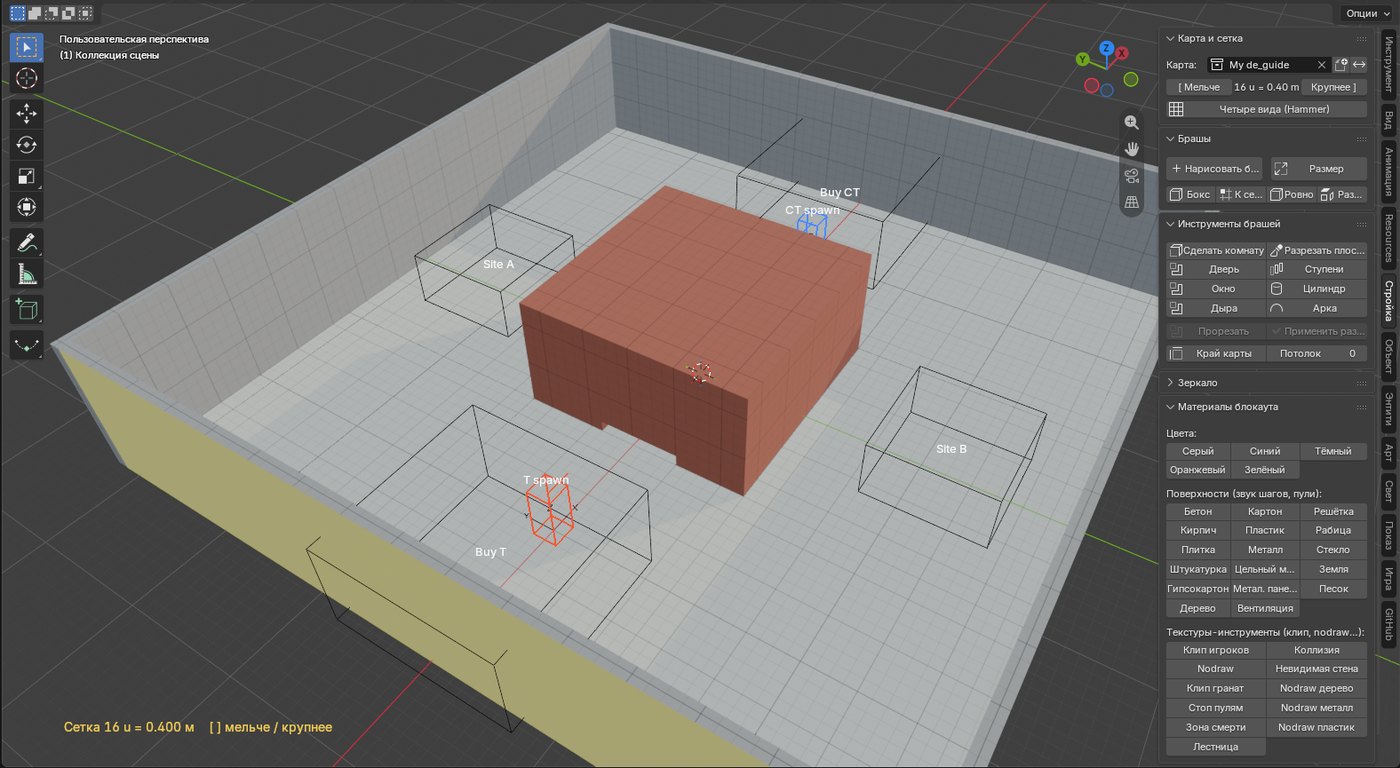 Опции
Пользовательская перспектива
(1) Коллекция сцены
Z
Y
X
Buy CT
CT spawn
Site A
Site B
T spawn
Y
X
Buy T
Сетка 16 u = 0.400 м [ ] мельче / крупнее
Карта и сетка
Карта: My de_guide
[ Мельче 16 u = 0.40 m Крупнее ]
Четыре вида (Hammer)
Брашы
Нарисовать б... Размер
Бокс К се... Ровно Раз...
Инструменты брашей
Сделать комнату Разрезать плос...
Дверь Ступени
Окно Цилиндр
Дыра Арка
Прорезать Применить раз...
Край карты Потолок 0
Зеркало
Материалы блокаута
Цвета:
Серый Синий Тёмный
Оранжевый Зелёный
Поверхности (звук шагов, пули):
Бетон Картон Решётка
Кирпич Пластик Рабица
Плитка Металл Стекло
Штукатурка Цельный м... Земля
Гипсокартон Метал. пане... Песок
Дерево Вентиляция
Текстуры-инструменты (клип, nodraw...):
Клип игроков Коллизия
Nodraw Невидимая стена
Клип гранат Nodraw дерево
Стоп пулям Nodraw металл
Зона смерти Nodraw пластик
Лестница
Инструмент
Вид
Анимация
Resources
Стройка
Объект
Энтити
Арт
Свет
Показ
Игра
GitHub